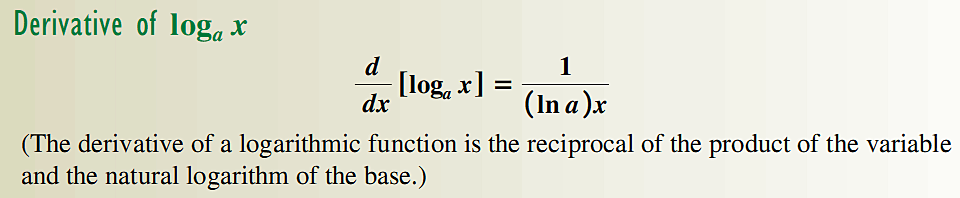 Derivative of logₐ x
d/dx [logₐ x] = 1/((ln a)x)
(The derivative of a logarithmic function is the reciprocal of the product of the variable
and the natural logarithm of the base.)